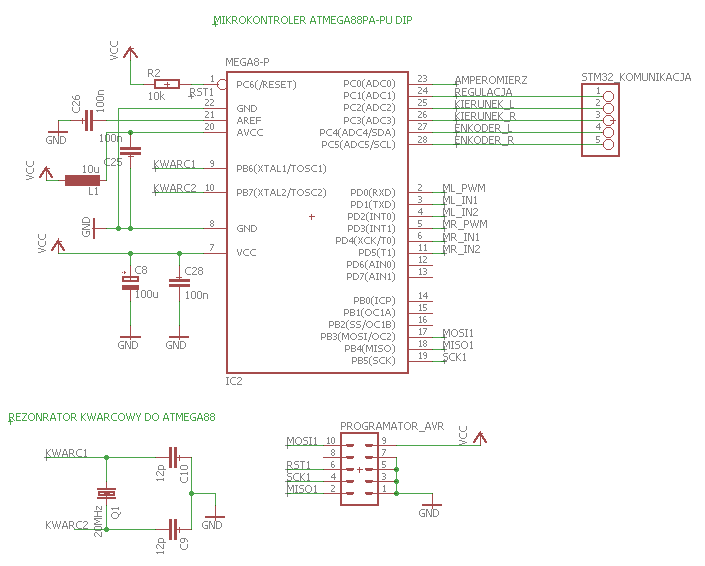 MIKROKONTROLER ATMEGA88PA-PU DIP
MEGA8-P
VCC
R2
10k
RST1
1
PC6(/RESET)
PC0(ADC0)
23
AMPEROMIERZ
STM32_KOMUNIKACJA
PC1(ADC1)
24
REGULACJA
1
C26
100n
GND
22
GND
PC2(ADC2)
25
KIERUNEK_L
2
21
AREF
PC3(ADC3)
26
KIERUNEK_R
3
20
AVCC
PC4(ADC4/SDA)
27
ENKODER_L
4
100n
C25
PC5(ADC5/SCL)
28
ENKODER_R
5
VCC
10u
L1
KWARC1
9
PB6(XTAL1/TOSC1)
KWARC2
10
PB7(XTAL2/TOSC2)
PD0(RXD)
2
ML_PWM
PD1(TXD)
3
ML_IN1
PD2(INT0)
4
ML_IN2
GND
8
GND
PD3(INT1)
5
MR_PWM
PD4(XCK/T0)
6
MR_IN1
VCC
7
VCC
PD5(T1)
11
MR_IN2
PD6(AIN0)
12
PD7(AIN1)
13
C8
100u
C28
100n
GND
GND
PB0(ICP)
14
PB1(OC1A)
15
PB2(SS/OC1B)
16
PB3(MOSI/OC2)
17
MOSI1
PB4(MISO)
18
MISO1
PB5(SCK)
19
SCK1
IC2
REZONRATOR KWARCOWY DO ATMEGA88
KWARC1
12p
C10
20MHz
Q1
GND
KWARC2
12p
C9
PROGRAMATOR_AVR
MOSI1
10
9
VCC
8
7
RST1
6
5
SCK1
4
3
MISO1
2
1
GND